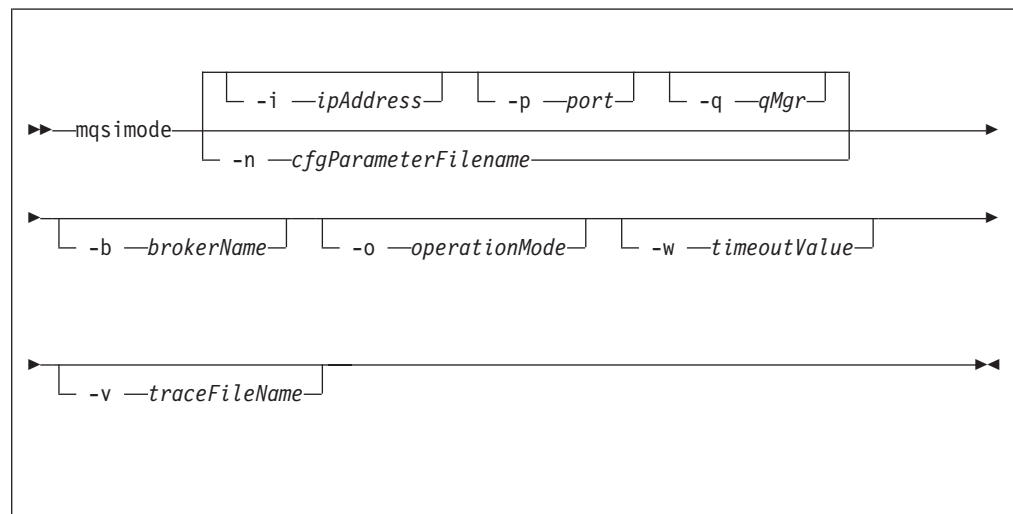 -i ipAddress -p port -q qMgr
mqsimode
-n cfgParameterFilename
-b brokerName -o operationMode -w timeoutValue
-v traceFileName